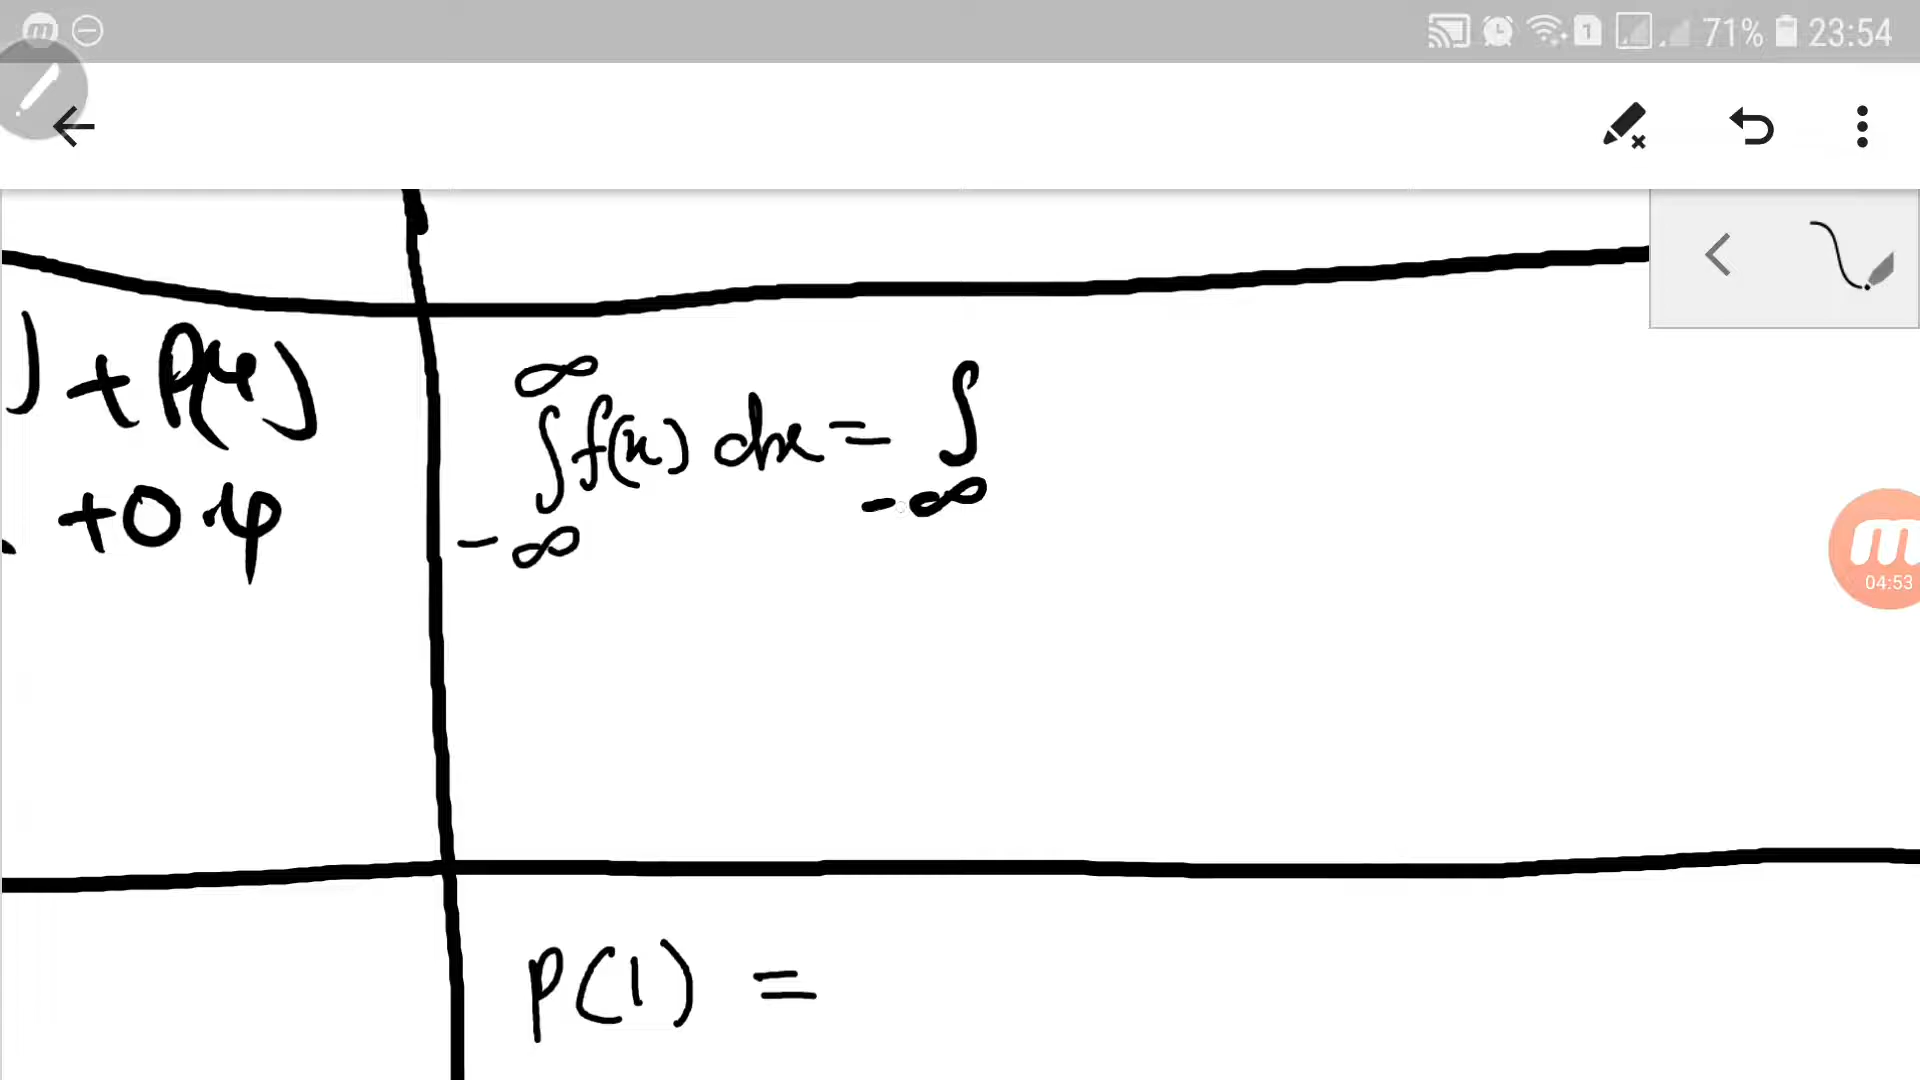 71% 23:54
) + P(4)
+0.4
∞
∫ f(x) dx = ∫
-∞ -∞
m
04:53
P(1) =